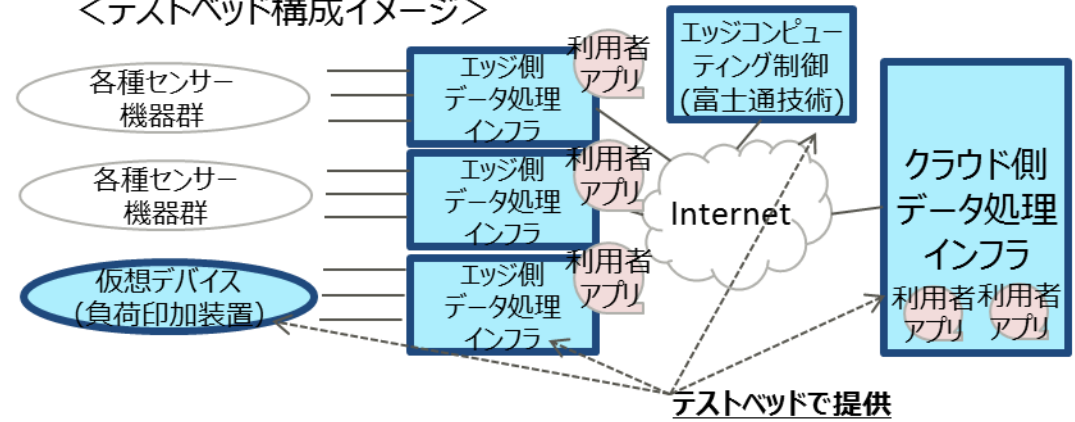 ＜テストベッド構成イメージ＞
各種センサー
機器群
エッジ側
データ処理
インフラ
利用者
アプリ
エッジコンピュー
ティング制御
(富士通技術)
各種センサー
機器群
エッジ側
データ処理
インフラ
利用者
アプリ
Internet
クラウド側
データ処理
インフラ
利用者
アプリ
利用者
アプリ
仮想デバイス
(負荷印加装置)
エッジ側
データ処理
インフラ
利用者
アプリ
テストベッドで提供